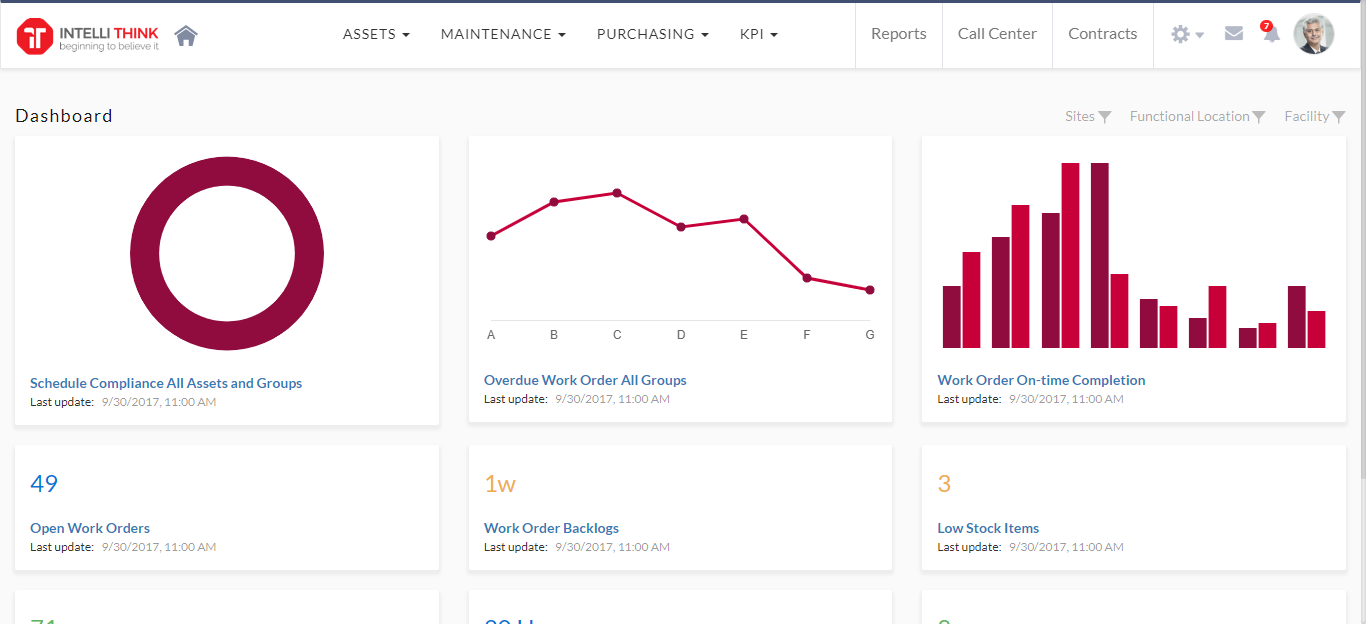 INTELLI THINK
beginning to believe it
ASSETS MAINTENANCE PURCHASING KPI Reports Call Center Contracts 7
Dashboard Sites Functional Location Facility
A B C D E F G
Schedule Compliance All Assets and Groups
Last update: 9/30/2017, 11:00 AM
Overdue Work Order All Groups
Last update: 9/30/2017, 11:00 AM
Work Order On-time Completion
Last update: 9/30/2017, 11:00 AM
49
Open Work Orders
Last update: 9/30/2017, 11:00 AM
1w
Work Order Backlogs
Last update: 9/30/2017, 11:00 AM
3
Low Stock Items
Last update: 9/30/2017, 11:00 AM